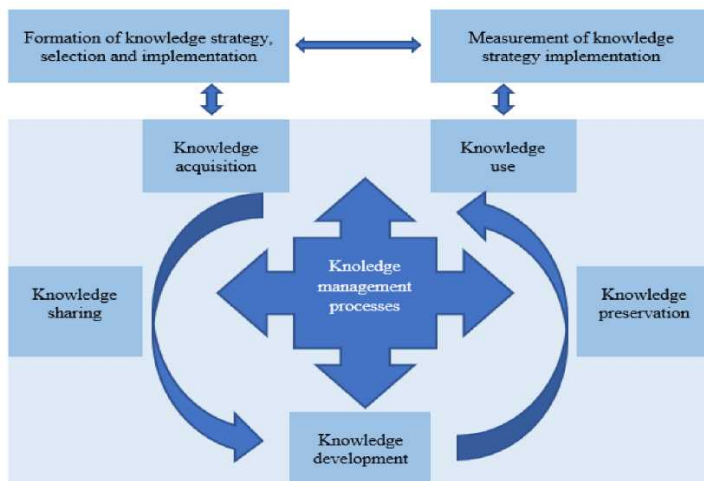 Formation of knowledge strategy,
selection and implementation
Measurement of knowledge
strategy implementation
Knowledge
acquisition
Knowledge
use
Knoledge
management
processes
Knowledge
sharing
Knowledge
preservation
Knowledge
development